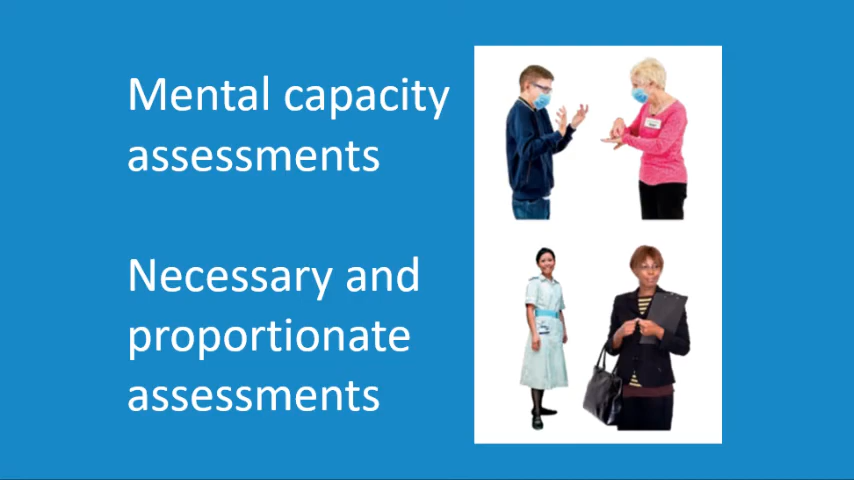 Mental capacity
assessments
Necessary and
proportionate
assessments